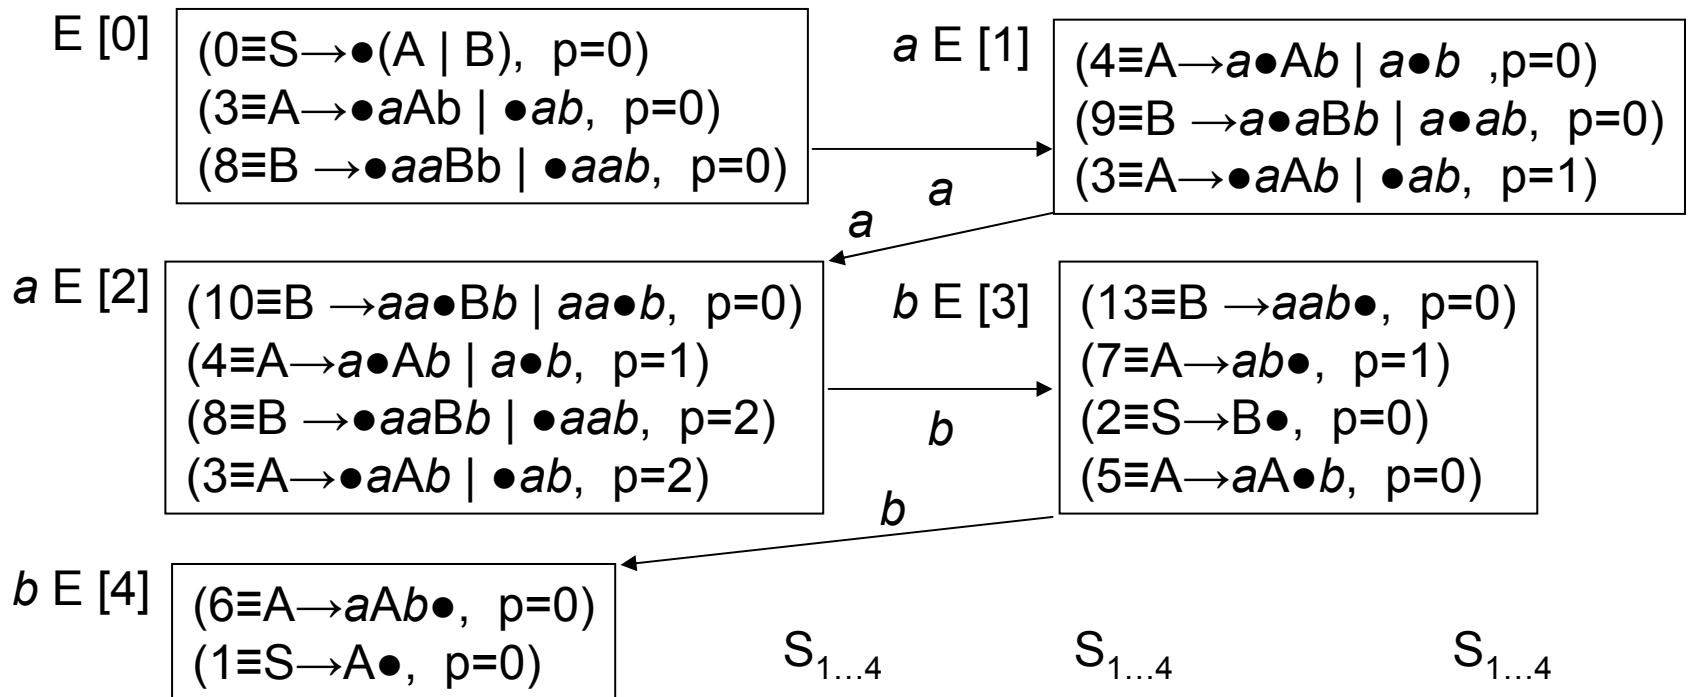 E [0]
(0≡S→●(A | B), p=0)
(3≡A→●aAb | ●ab, p=0)
(8≡B →●aaBb | ●aab, p=0)
a
a E [1]
(4≡A→a●Ab | a●b ,p=0)
(9≡B →a●aBb | a●ab, p=0)
(3≡A→●aAb | ●ab, p=1)
a
a E [2]
(10≡B →aa●Bb | aa●b, p=0)
(4≡A→a●Ab | a●b, p=1)
(8≡B →●aaBb | ●aab, p=2)
(3≡A→●aAb | ●ab, p=2)
b
b E [3]
(13≡B →aab●, p=0)
(7≡A→ab●, p=1)
(2≡S→B●, p=0)
(5≡A→aA●b, p=0)
b
b E [4]
(6≡A→aAb●, p=0)
(1≡S→A●, p=0)
S1...4 S1...4 S1...4